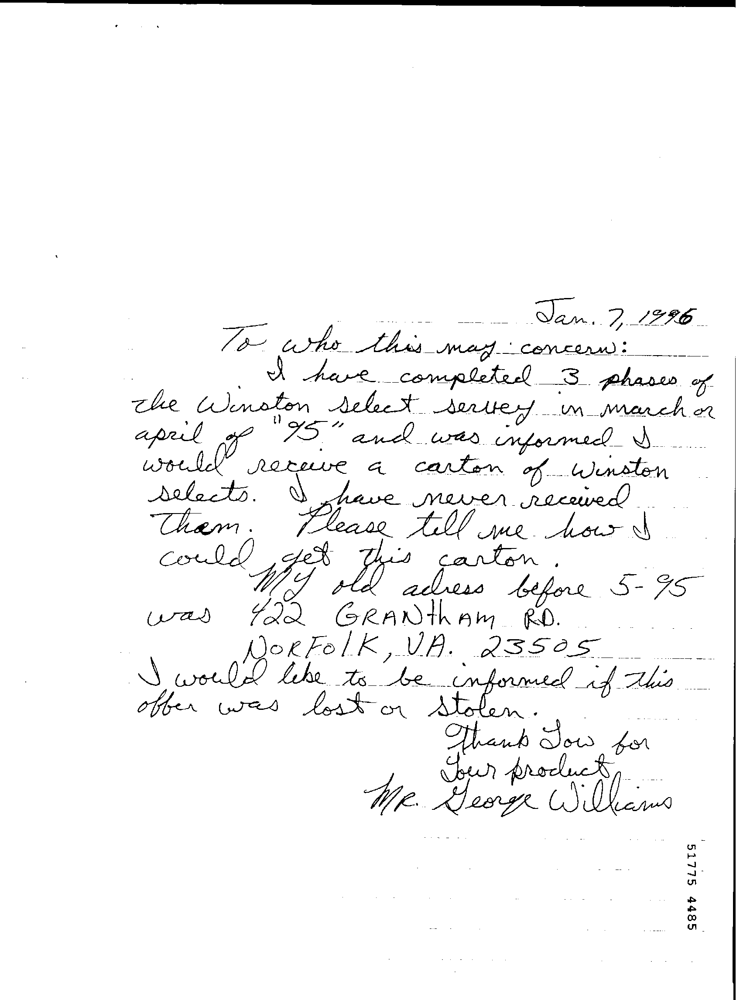 Jan. 7, 1996
To who this may concern:
I have completed 3 phases of
the Winston select servey in march or
april of "95" and was informed I
would receive a carton of Winston
selects. I have never received
Them. Please tell me how I
could get this carton.
My old adress before 5-95
was 422 GRANthAM RD.
NORFOlK, VA. 23505
I would like to be informed if this
offer was lost or stolen.
Thank You for
Your product,
MR. George Williams
51775 4485